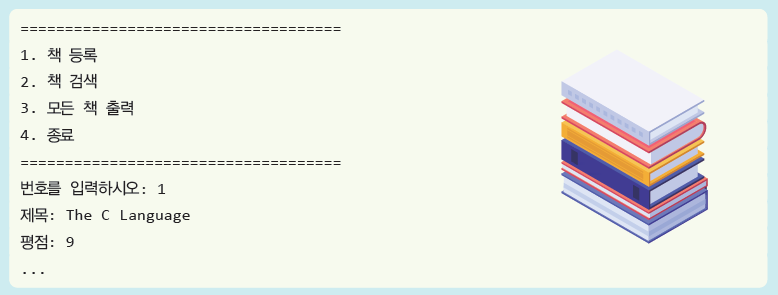 =====================================
1. 책 등록
2. 책 검색
3. 모든 책 출력
4. 종료
=====================================
번호를 입력하시오: 1
제목: The C Language
평점: 9
...